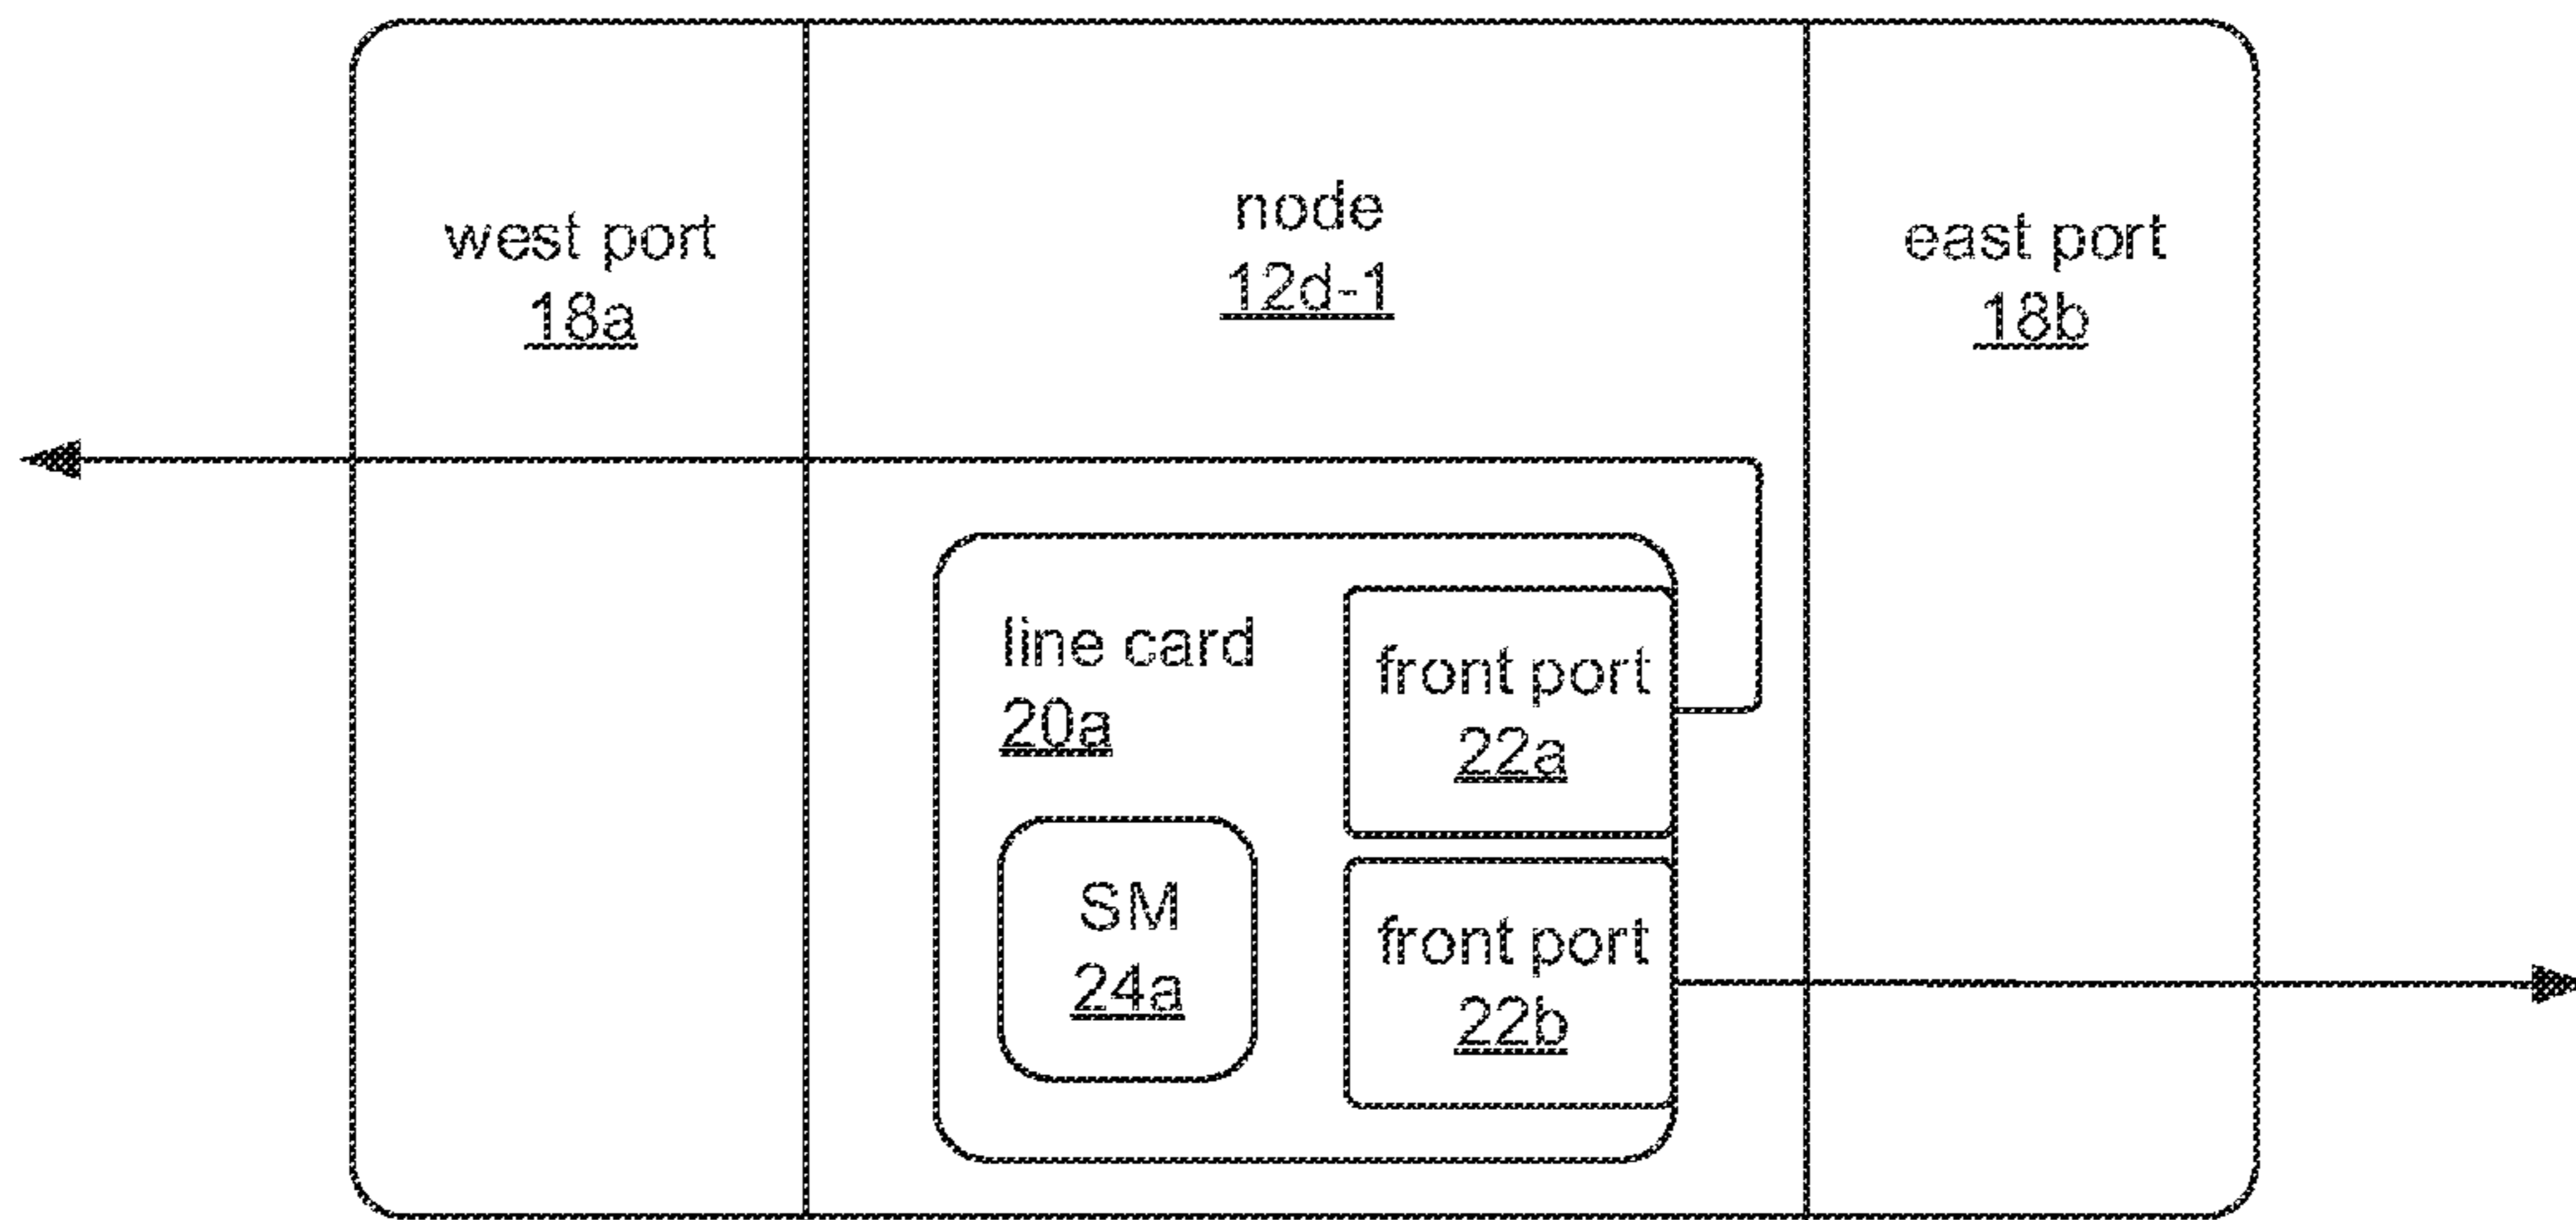 west port
18a
node
12d-1
east port
18b
line card
20a
front port
22a
SM
24a
front port
22b